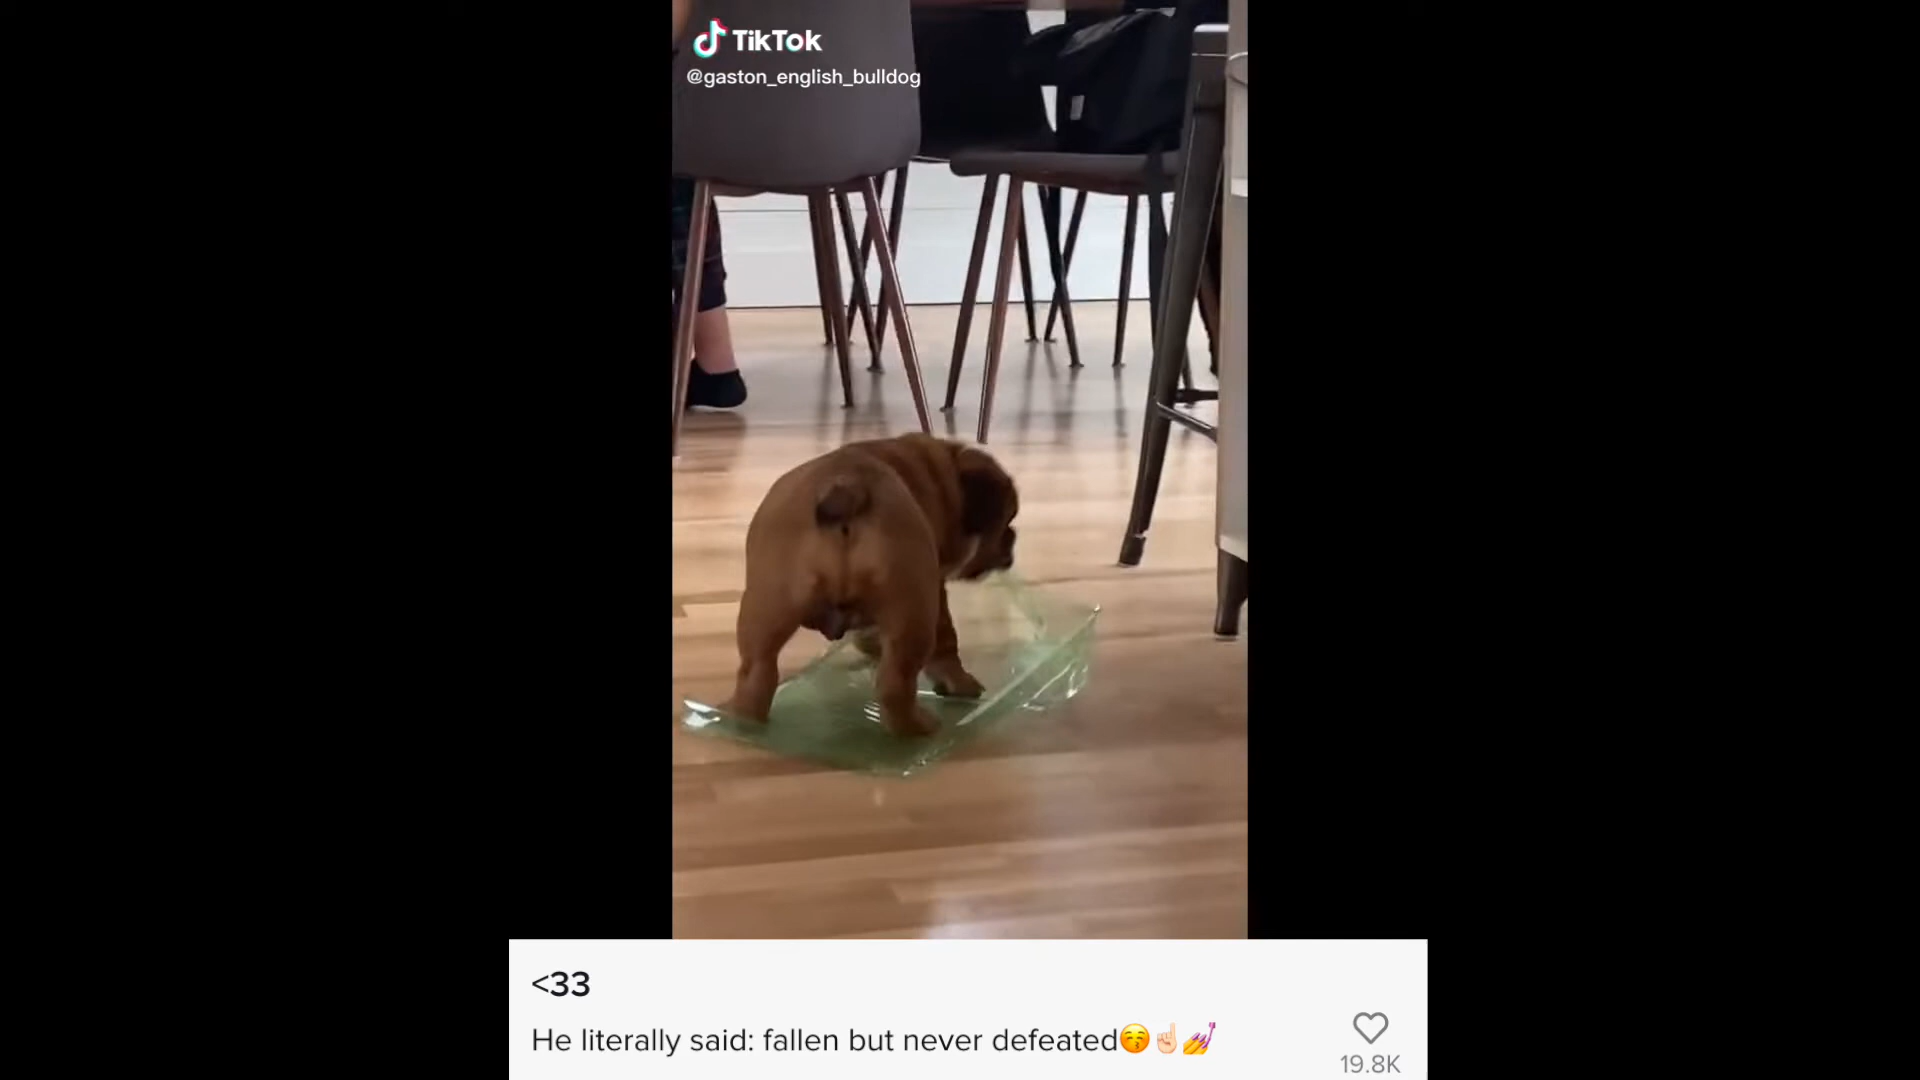 TikTok
@gaston_english_bulldog
<33
He literally said: fallen but never defeated😚☝🏻💅
19.8K